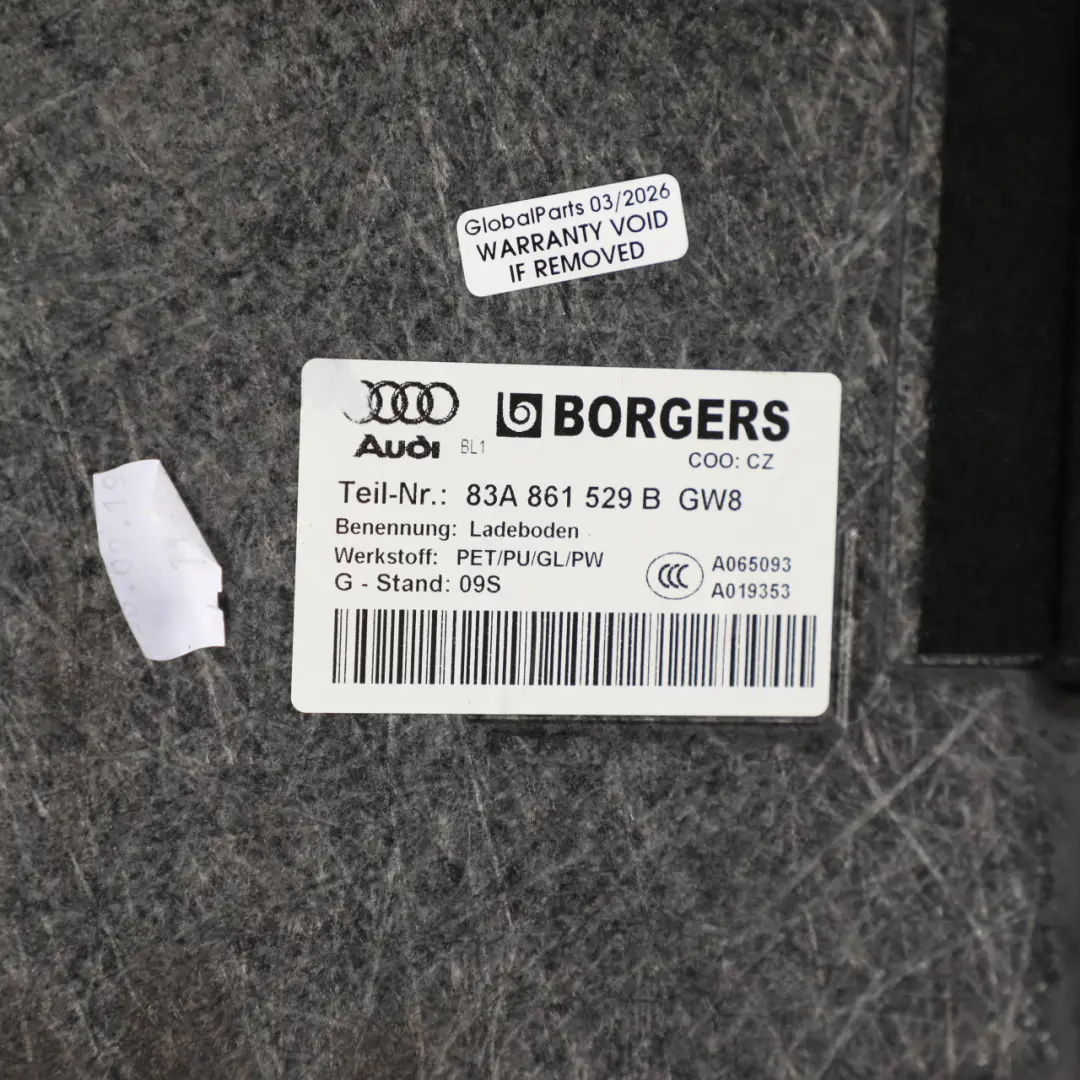 GlobalParts 03/2026
WARRANTY VOID
IF REMOVED
Audi BL1
BORGERS
COO: CZ
Teil-Nr.: 83A 861 529 B GW8
Benennung: Ladeboden
Werkstoff: PET/PU/GL/PW
G - Stand: 09S
CCC
A065093
A019353